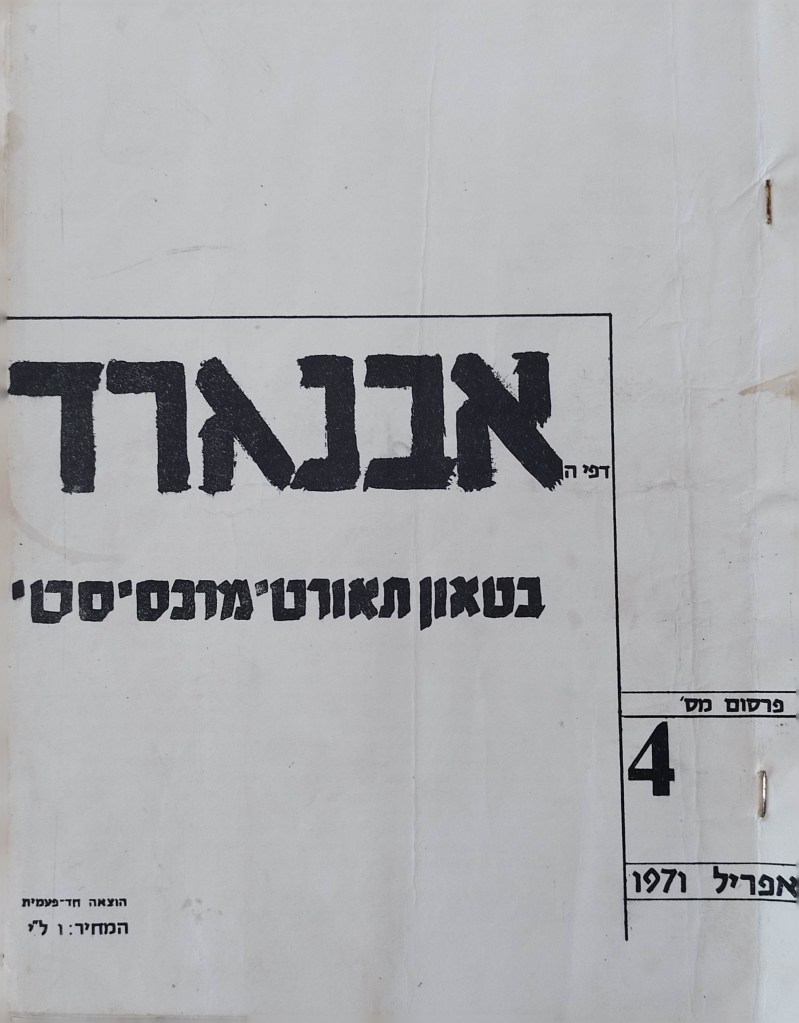 דפי ה אבנגרד
בטאון תאורטי מרכסיסטי
פרסום מס'
4
אפריל 1971
הוצאה חד-פעמית
המחיר: 1 ל"י